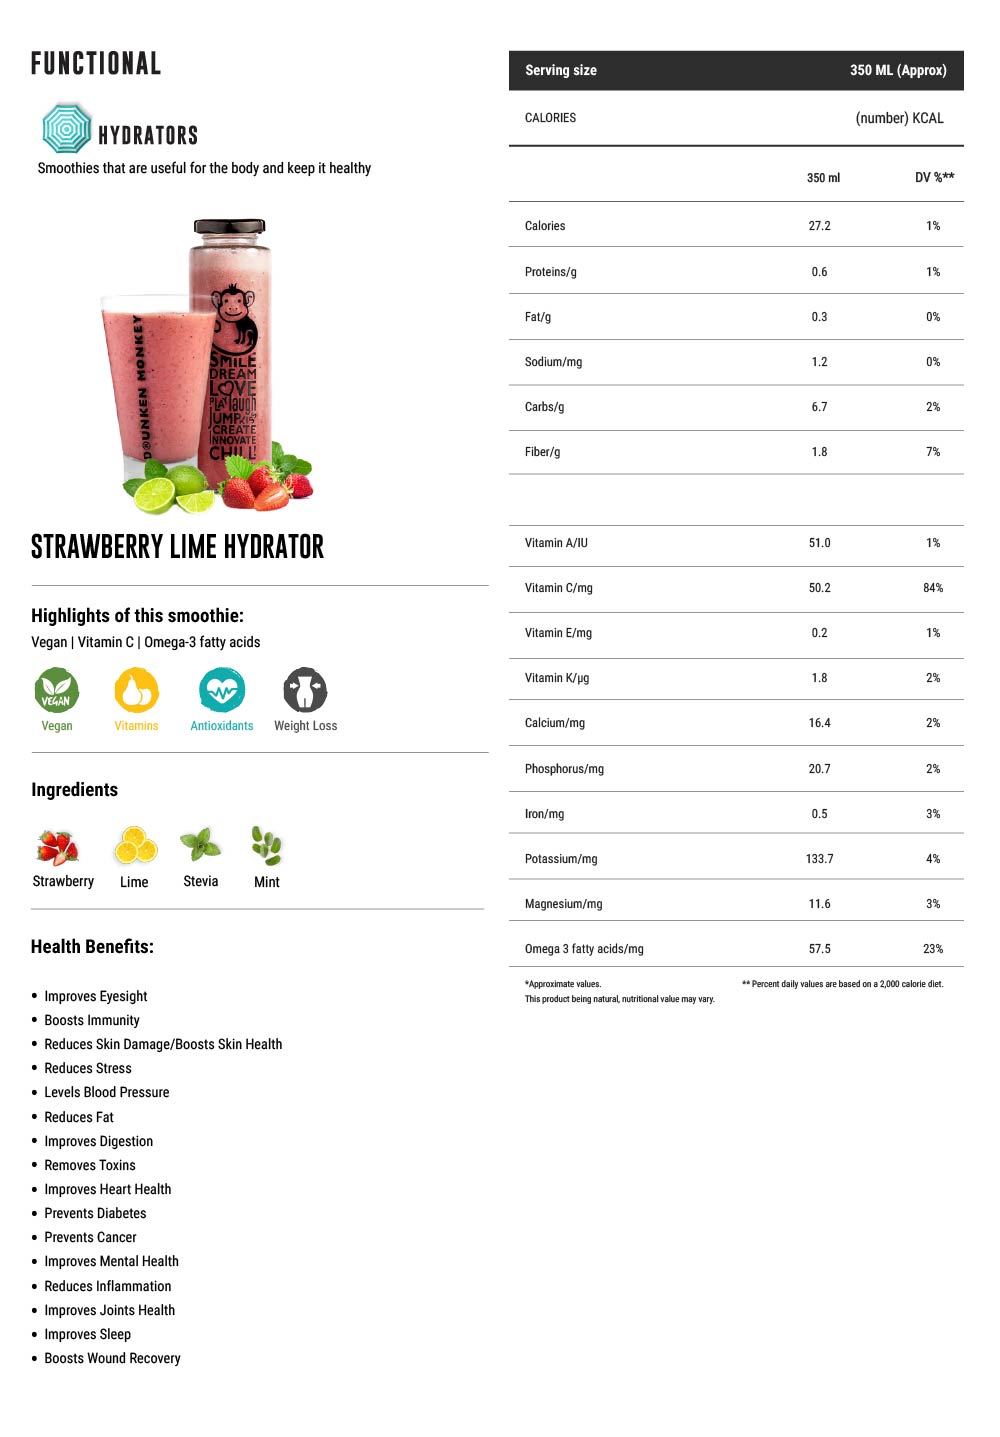 FUNCTIONAL
HYDRATORS
Smoothies that are useful for the body and keep it healthy
DRUNKEN MONKEY
SMILE
DREAM
LOVE
PLAY laugh
JUMP KISS
CREATE
INNOVATE
CHILL!
STRAWBERRY LIME HYDRATOR
Highlights of this smoothie:
Vegan | Vitamin C | Omega-3 fatty acids
VEGAN
Vegan Vitamins Antioxidants Weight Loss
Ingredients
Strawberry Lime Stevia Mint
Health Benefits:
• Improves Eyesight
• Boosts Immunity
• Reduces Skin Damage/Boosts Skin Health
• Reduces Stress
• Levels Blood Pressure
• Reduces Fat
• Improves Digestion
• Removes Toxins
• Improves Heart Health
• Prevents Diabetes
• Prevents Cancer
• Improves Mental Health
• Reduces Inflammation
• Improves Joints Health
• Improves Sleep
• Boosts Wound Recovery
Serving size 350 ML (Approx)
CALORIES (number) KCAL
350 ml DV %**
Calories 27.2 1%
Proteins/g 0.6 1%
Fat/g 0.3 0%
Sodium/mg 1.2 0%
Carbs/g 6.7 2%
Fiber/g 1.8 7%
Vitamin A/IU 51.0 1%
Vitamin C/mg 50.2 84%
Vitamin E/mg 0.2 1%
Vitamin K/µg 1.8 2%
Calcium/mg 16.4 2%
Phosphorus/mg 20.7 2%
Iron/mg 0.5 3%
Potassium/mg 133.7 4%
Magnesium/mg 11.6 3%
Omega 3 fatty acids/mg 57.5 23%
*Approximate values. ** Percent daily values are based on a 2,000 calorie diet.
This product being natural, nutritional value may vary.